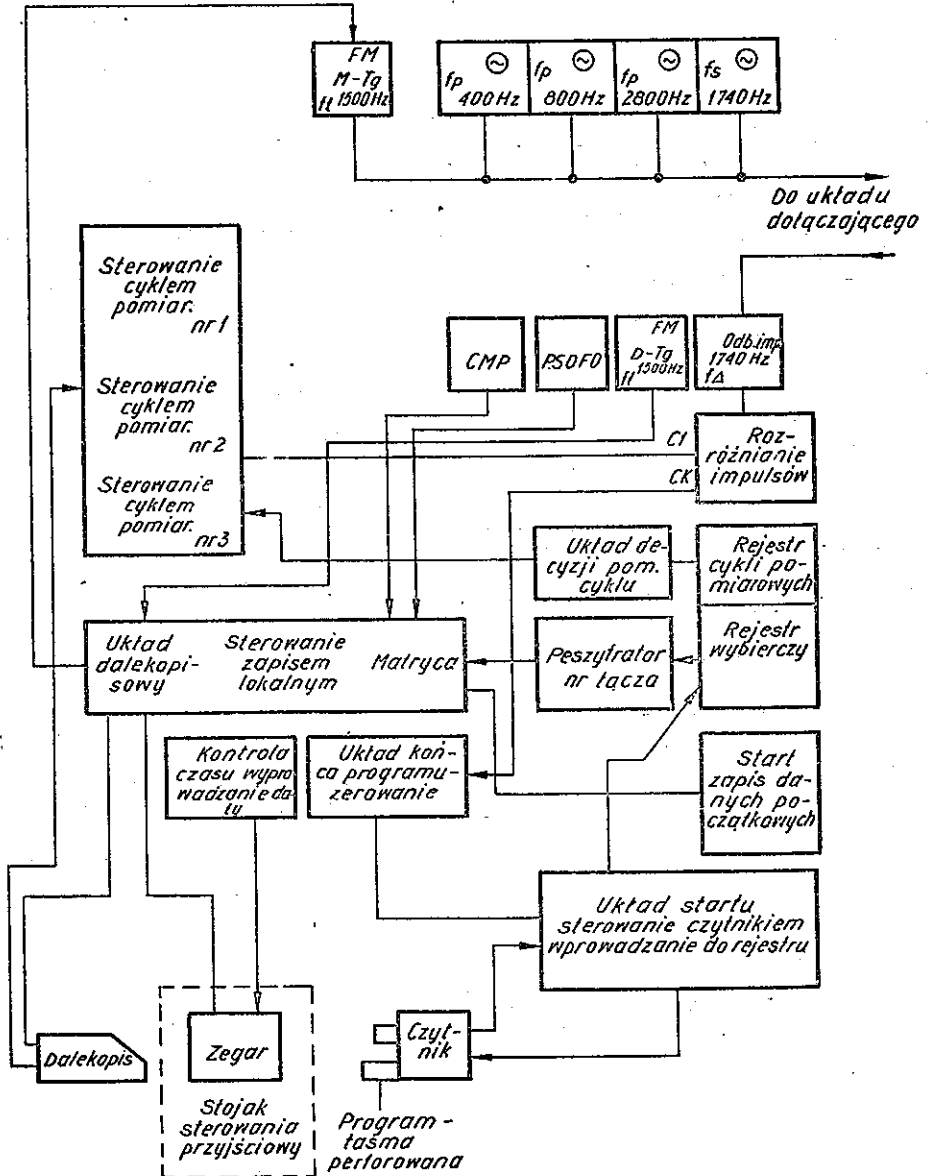 FM
M-Tg
ft 1500Hz
fp 400Hz
fp 800Hz
fp 2800Hz
fs 1740Hz
Do układu
dołączającego
Sterowanie
cyklem
pomiar.
nr 1
Sterowanie
cyklem
pomiar.
nr 2
Sterowanie
cyklem
pomiar.
nr 3
CMP
PSOFO
FM
D-Tg
ft 1500Hz
Odb.imp.
1740 Hz
f∆
C1
CK
Roz-
różnianie
impulsów
Układ de-
cyzji pom.
cyklu
Rejestr
cykli po-
miarowych
Rejestr
wybierczy
Układ
dalekopi-
sowy
Sterowanie
zapisem
lokalnym
Matryca
Peszyfrator
nr łącza
Kontrola
czasu wypro
wadzanie da-
ty
Układ koń-
ca programu-
zerowanie
Start
zapis da-
nych po-
czątkowych
Układ startu
sterowanie czytnikiem
wprowadzanie do rejestru
Dalekopis
Zegar
Stojak
sterowania
przyjściowy
Czyt-
nik
Program-
taśma
perforowana